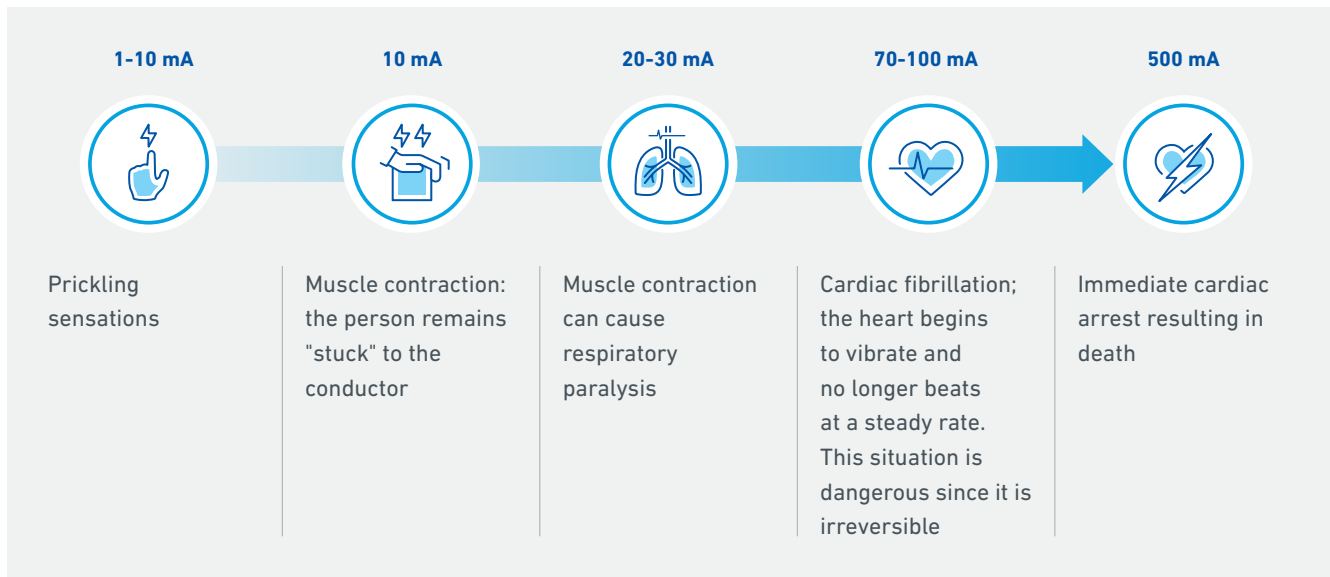 1-10 mA
10 mA
20-30 mA
70-100 mA
500 mA
Prickling
sensations
Muscle contraction:
the person remains
"stuck" to the
conductor
Muscle contraction
can cause
respiratory
paralysis
Cardiac fibrillation;
the heart begins
to vibrate and
no longer beats
at a steady rate.
This situation is
dangerous since it is
irreversible
Immediate cardiac
arrest resulting in
death